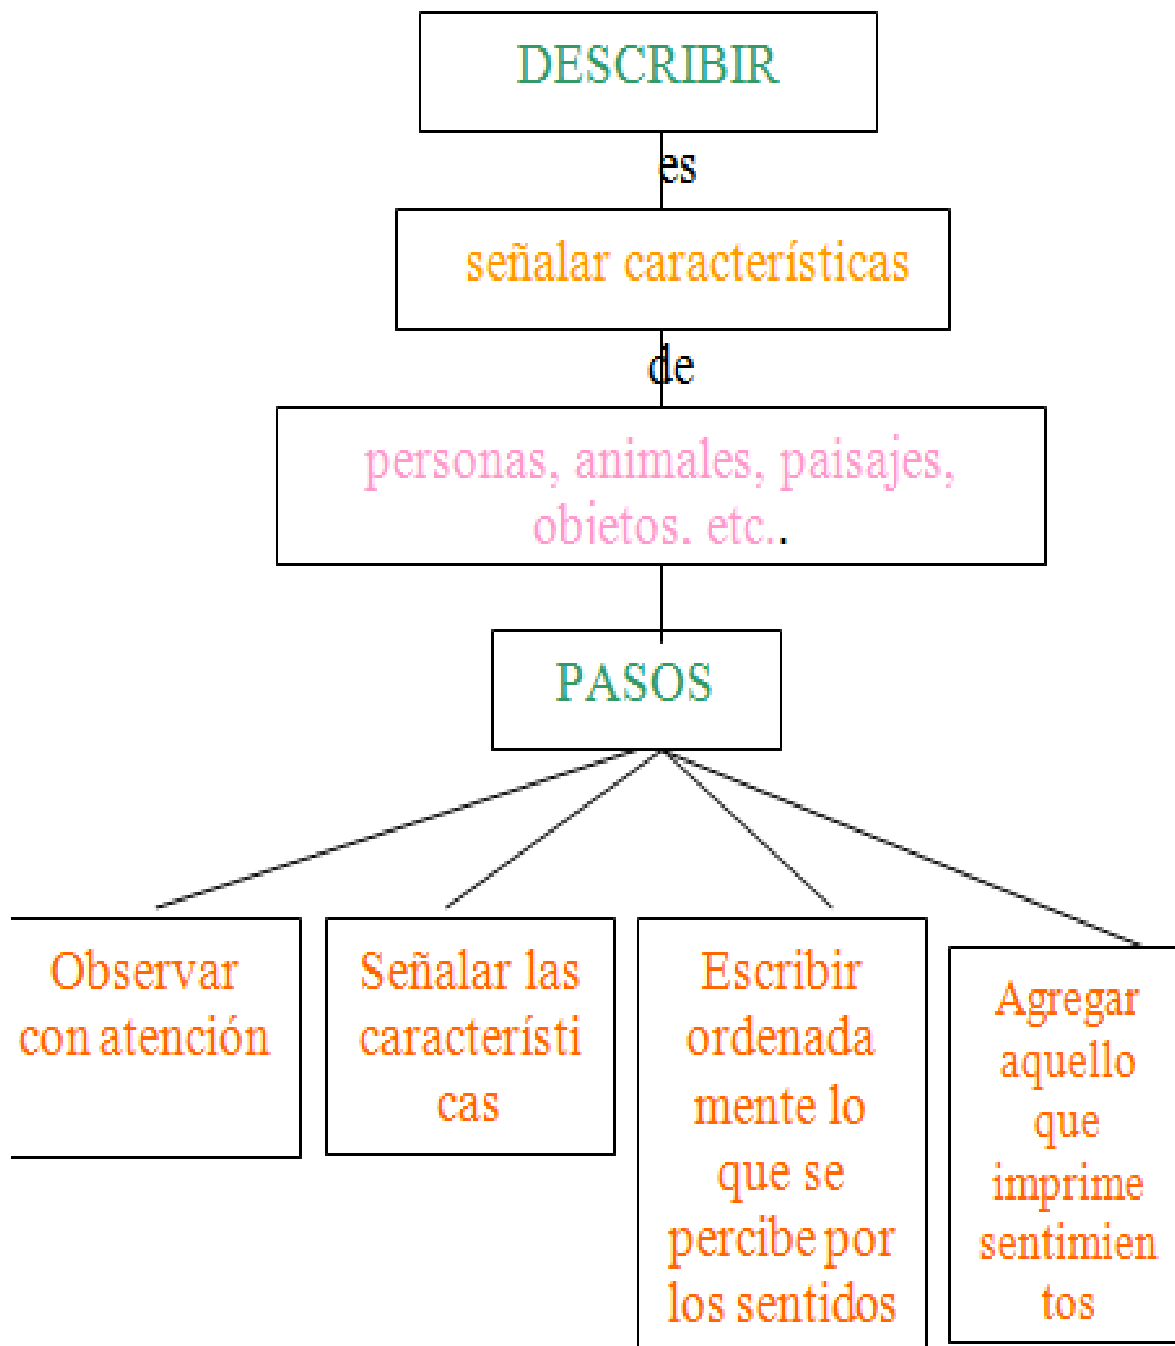 DESCRIBIR
es
señalar características
de
personas, animales, paisajes,
objetos. etc..
PASOS
Observar
con atención
Señalar las
característi
cas
Escribir
ordenada
mente lo
que se
percibe por
los sentidos
Agregar
aquello
que
imprime
sentimien
tos